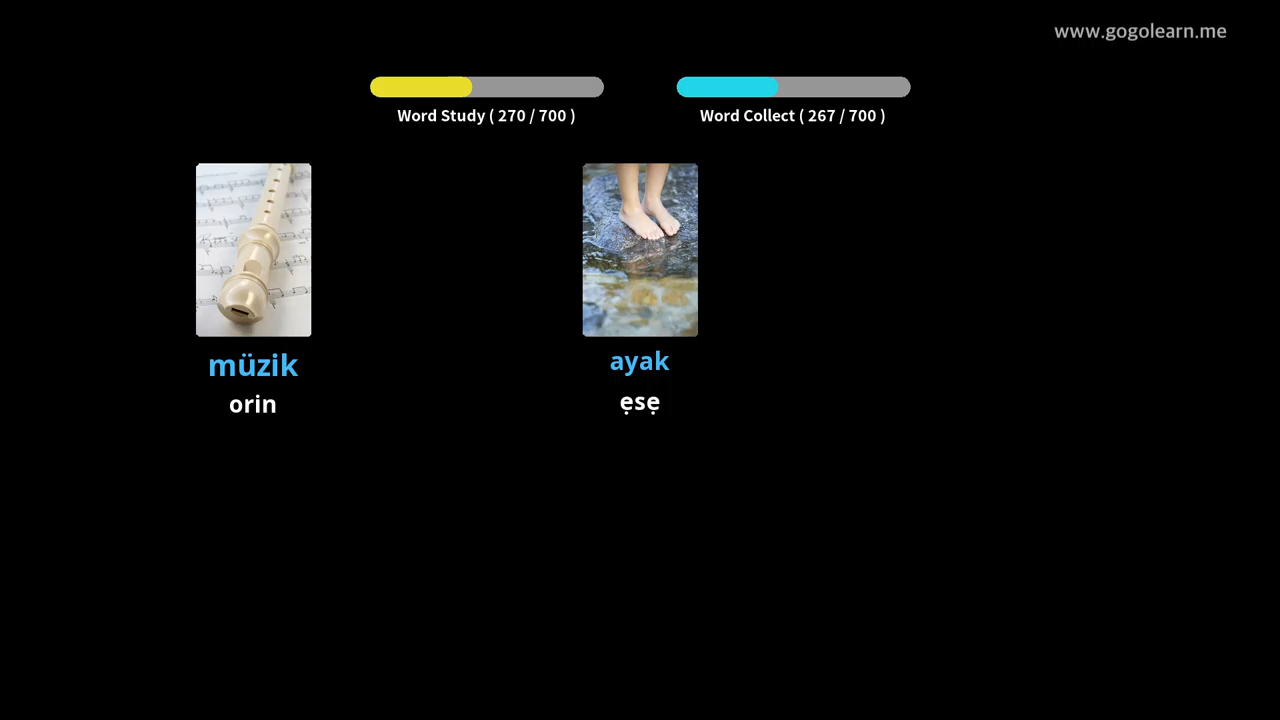 www.gogolearn.me
Word Study ( 270 / 700 )
Word Collect ( 267 / 700 )
müzik
orin
ayak
ẹsẹ